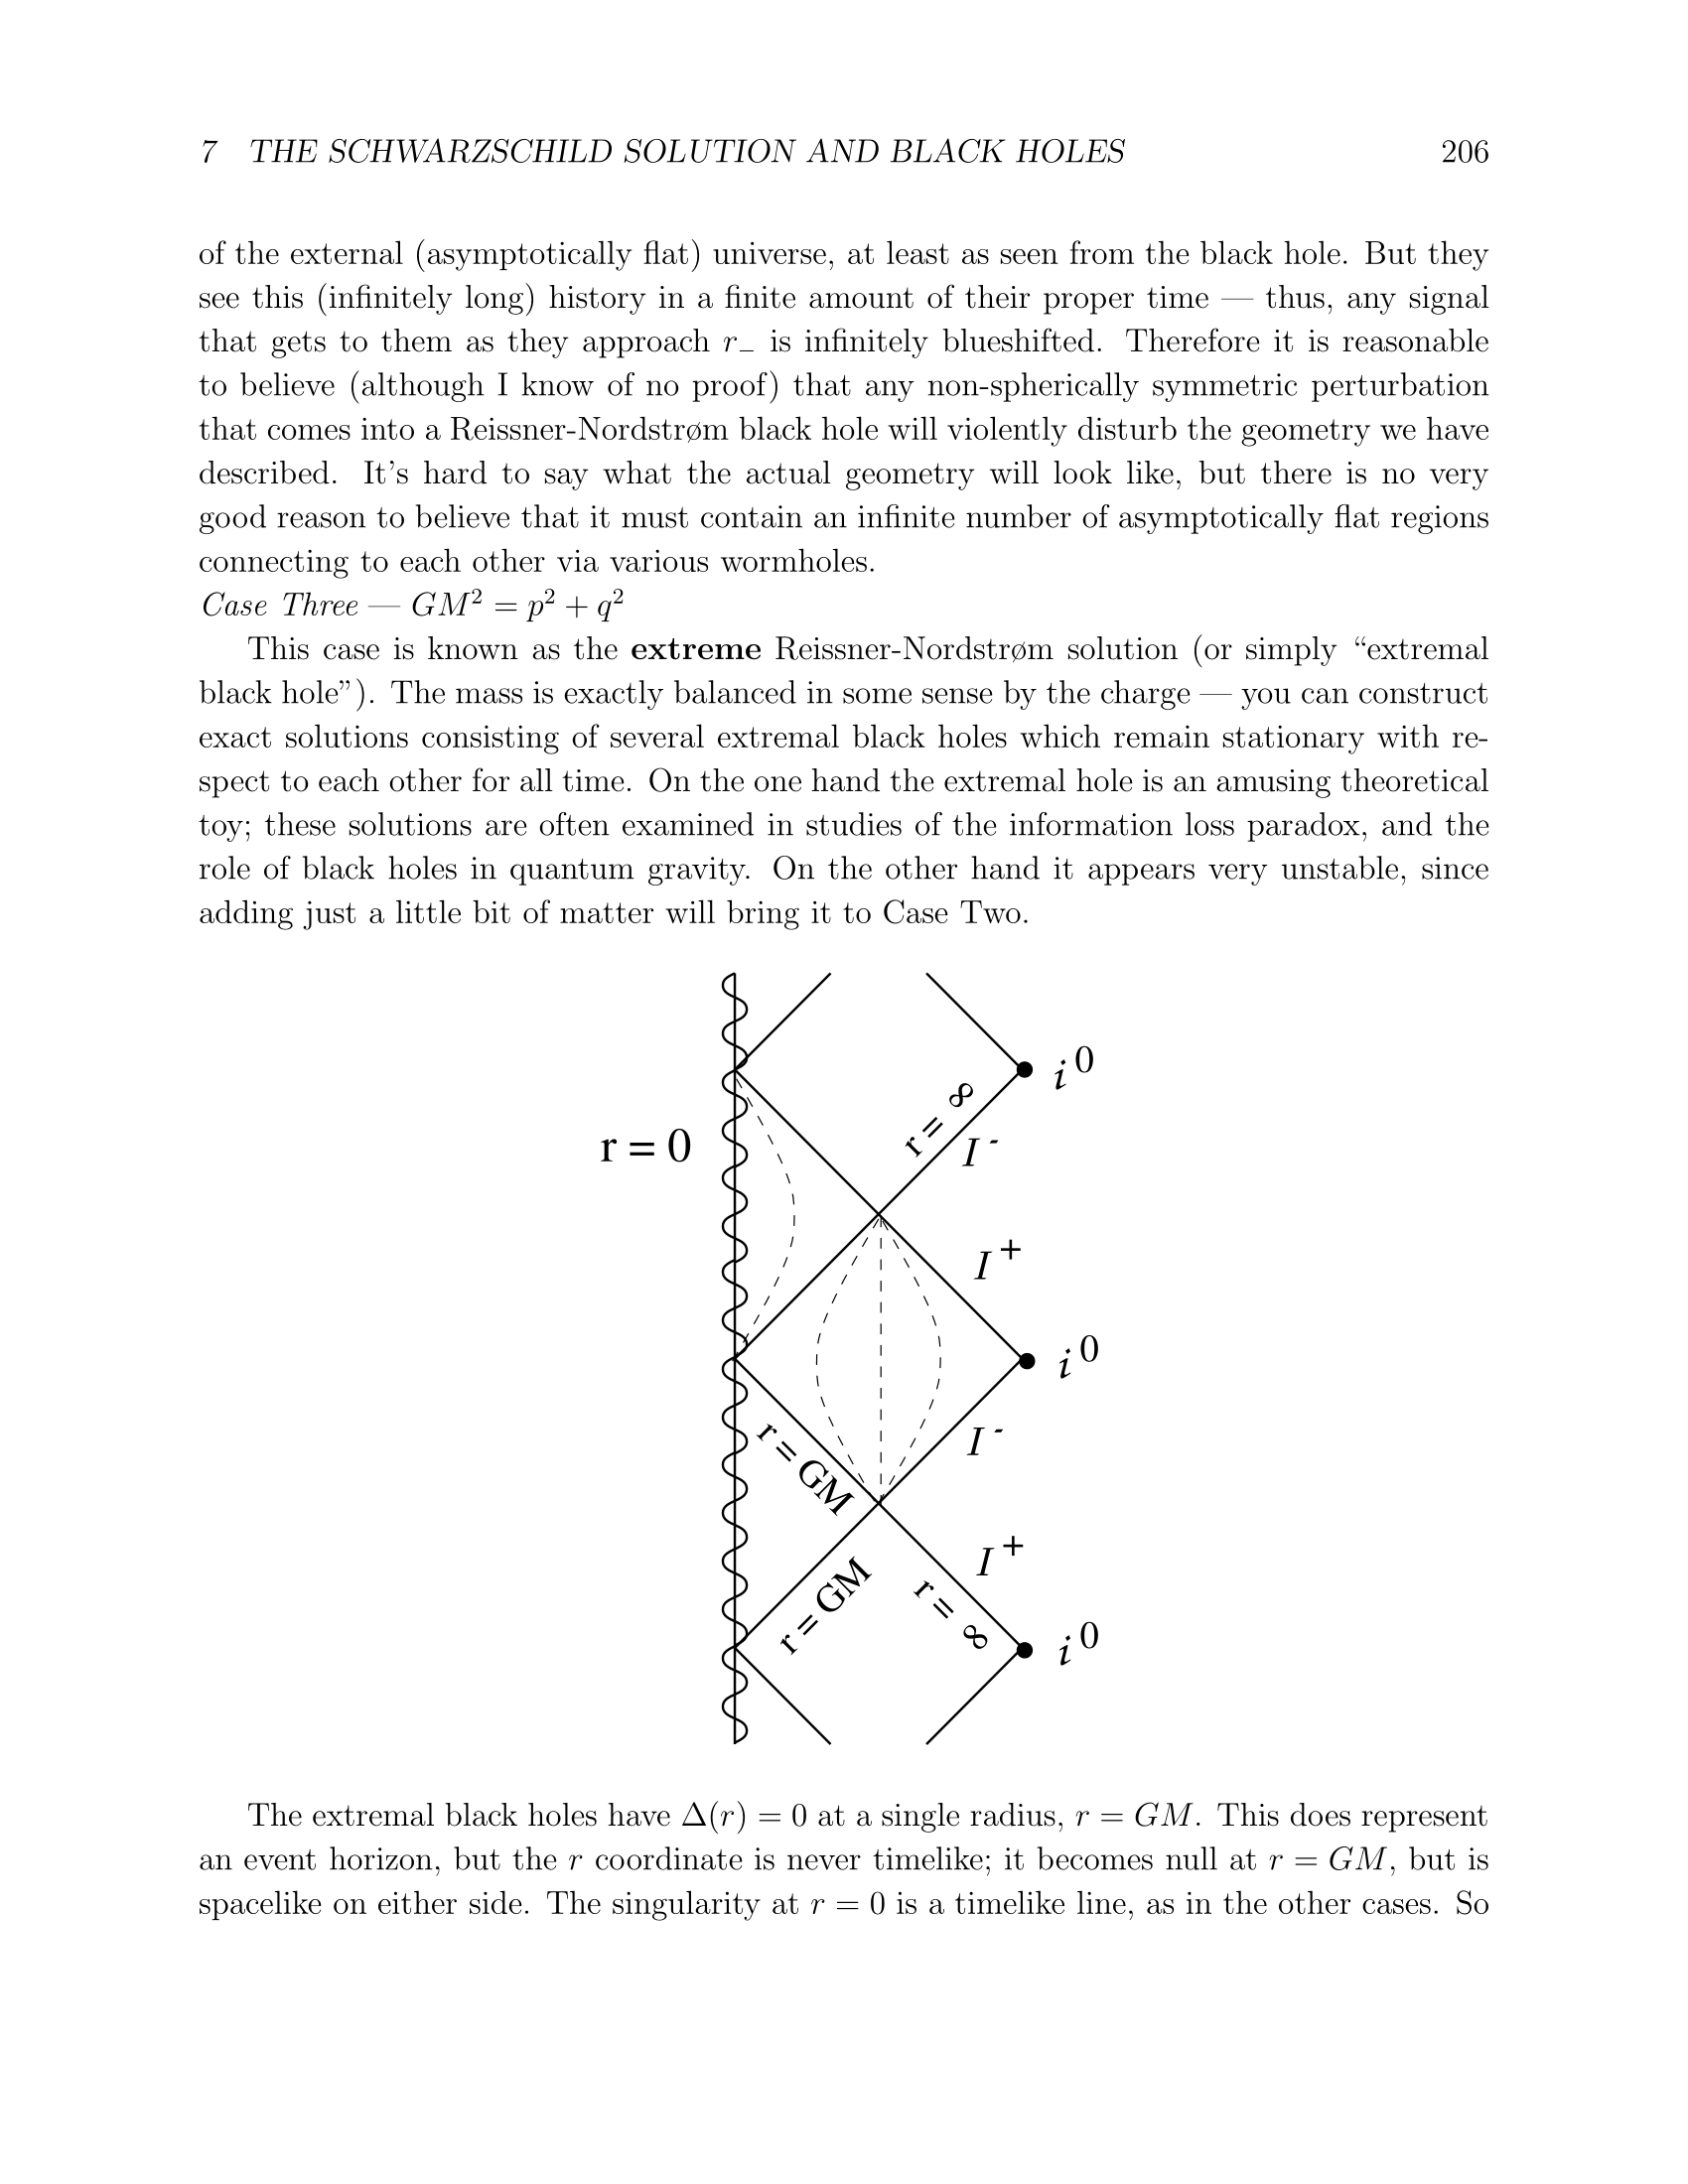 7 THE SCHWARZSCHILD SOLUTION AND BLACK HOLES 206
of the external (asymptotically flat) universe, at least as seen from the black hole. But they
see this (infinitely long) history in a finite amount of their proper time — thus, any signal
that gets to them as they approach r₋ is infinitely blueshifted. Therefore it is reasonable
to believe (although I know of no proof) that any non-spherically symmetric perturbation
that comes into a Reissner-Nordstrøm black hole will violently disturb the geometry we have
described. It's hard to say what the actual geometry will look like, but there is no very
good reason to believe that it must contain an infinite number of asymptotically flat regions
connecting to each other via various wormholes.
Case Three — GM² = p² + q²
This case is known as the extreme Reissner-Nordstrøm solution (or simply “extremal
black hole”). The mass is exactly balanced in some sense by the charge — you can construct
exact solutions consisting of several extremal black holes which remain stationary with re-
spect to each other for all time. On the one hand the extremal hole is an amusing theoretical
toy; these solutions are often examined in studies of the information loss paradox, and the
role of black holes in quantum gravity. On the other hand it appears very unstable, since
adding just a little bit of matter will bring it to Case Two.
i⁰
r = ∞
r = 0
I⁻
I⁺
i⁰
r = GM
I⁻
I⁺
r = GM
r = ∞
i⁰
The extremal black holes have Δ(r) = 0 at a single radius, r = GM. This does represent
an event horizon, but the r coordinate is never timelike; it becomes null at r = GM, but is
spacelike on either side. The singularity at r = 0 is a timelike line, as in the other cases. So